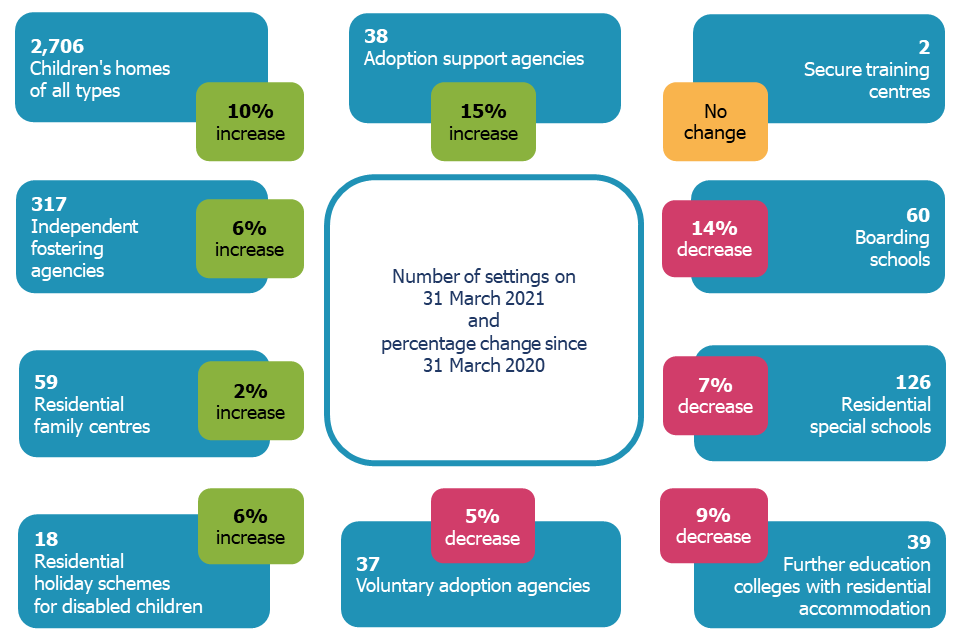 2,706
Children's homes
of all types
10%
increase
38
Adoption support agencies
15%
increase
2
Secure training
centres
No
change
317
Independent
fostering
agencies
6%
increase
Number of settings on
31 March 2021
and
percentage change since
31 March 2020
14%
decrease
60
Boarding
schools
59
Residential
family centres
2%
increase
7%
decrease
126
Residential
special schools
18
Residential
holiday schemes
for disabled children
6%
increase
5%
decrease
37
Voluntary adoption agencies
9%
decrease
39
Further education
colleges with residential
accommodation